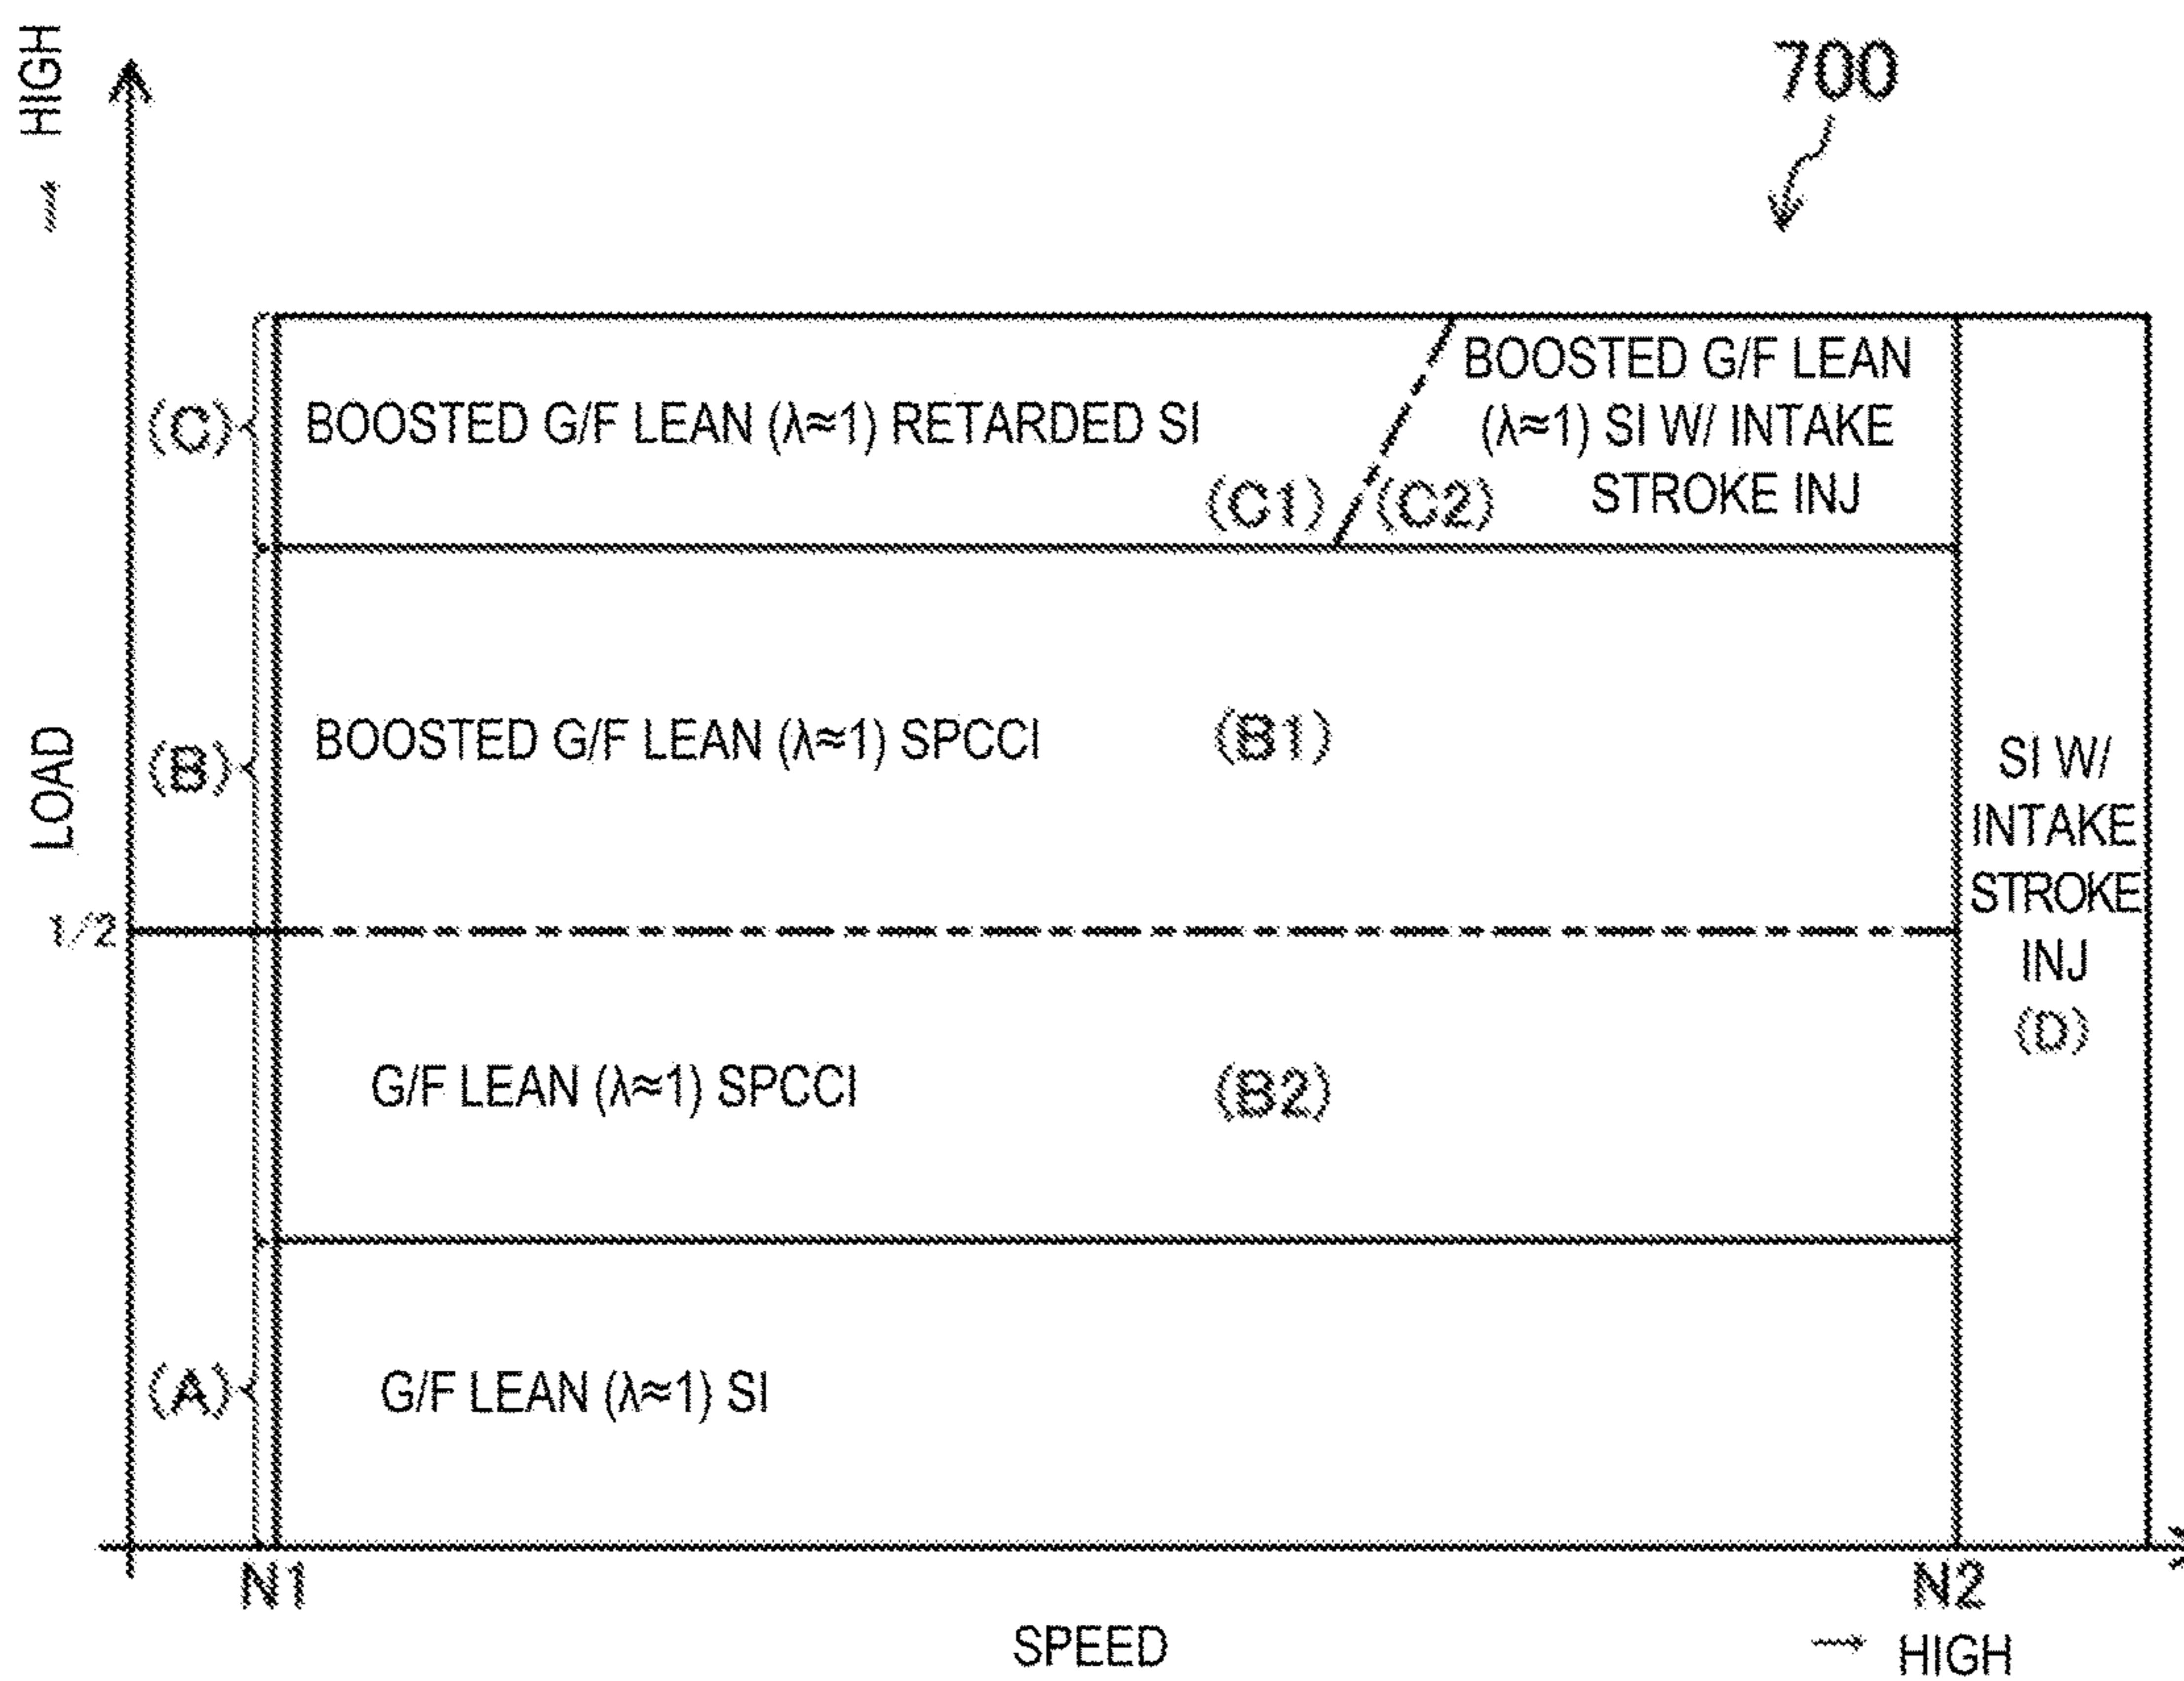 → HIGH
700
(C)
BOOSTED G/F LEAN (λ≈1) RETARDED SI
(C1)
BOOSTED G/F LEAN
(λ≈1) SI W/ INTAKE
STROKE INJ
(C2)
LOAD
(B)
BOOSTED G/F LEAN (λ≈1) SPCCI
(B1)
SI W/
INTAKE
STROKE
INJ
(D)
1/2
G/F LEAN (λ≈1) SPCCI
(B2)
(A)
G/F LEAN (λ≈1) SI
N1
N2
SPEED
→ HIGH